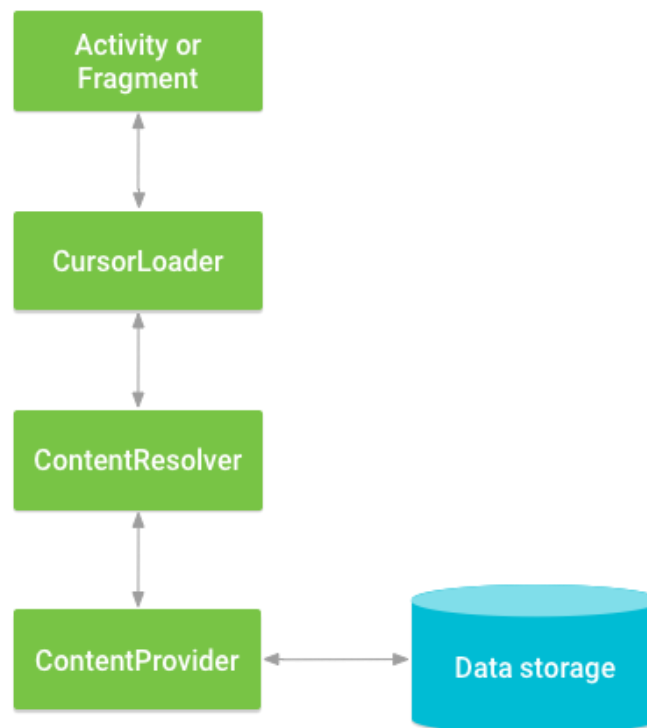 Activity or
Fragment
CursorLoader
ContentResolver
ContentProvider
Data storage